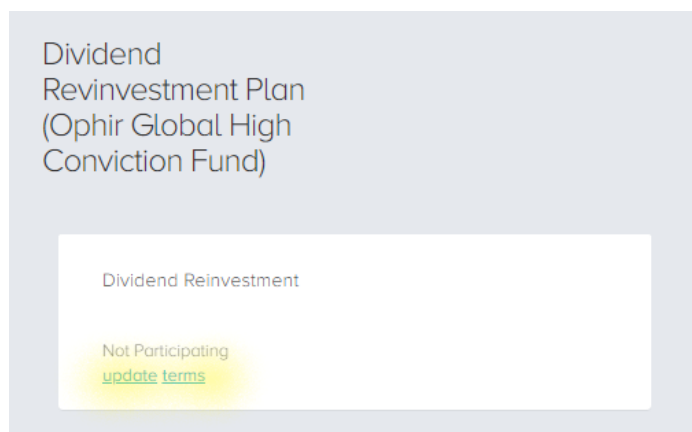 Dividend
Revinvestment Plan
(Ophir Global High
Conviction Fund)
Dividend Reinvestment
Not Participating
update terms